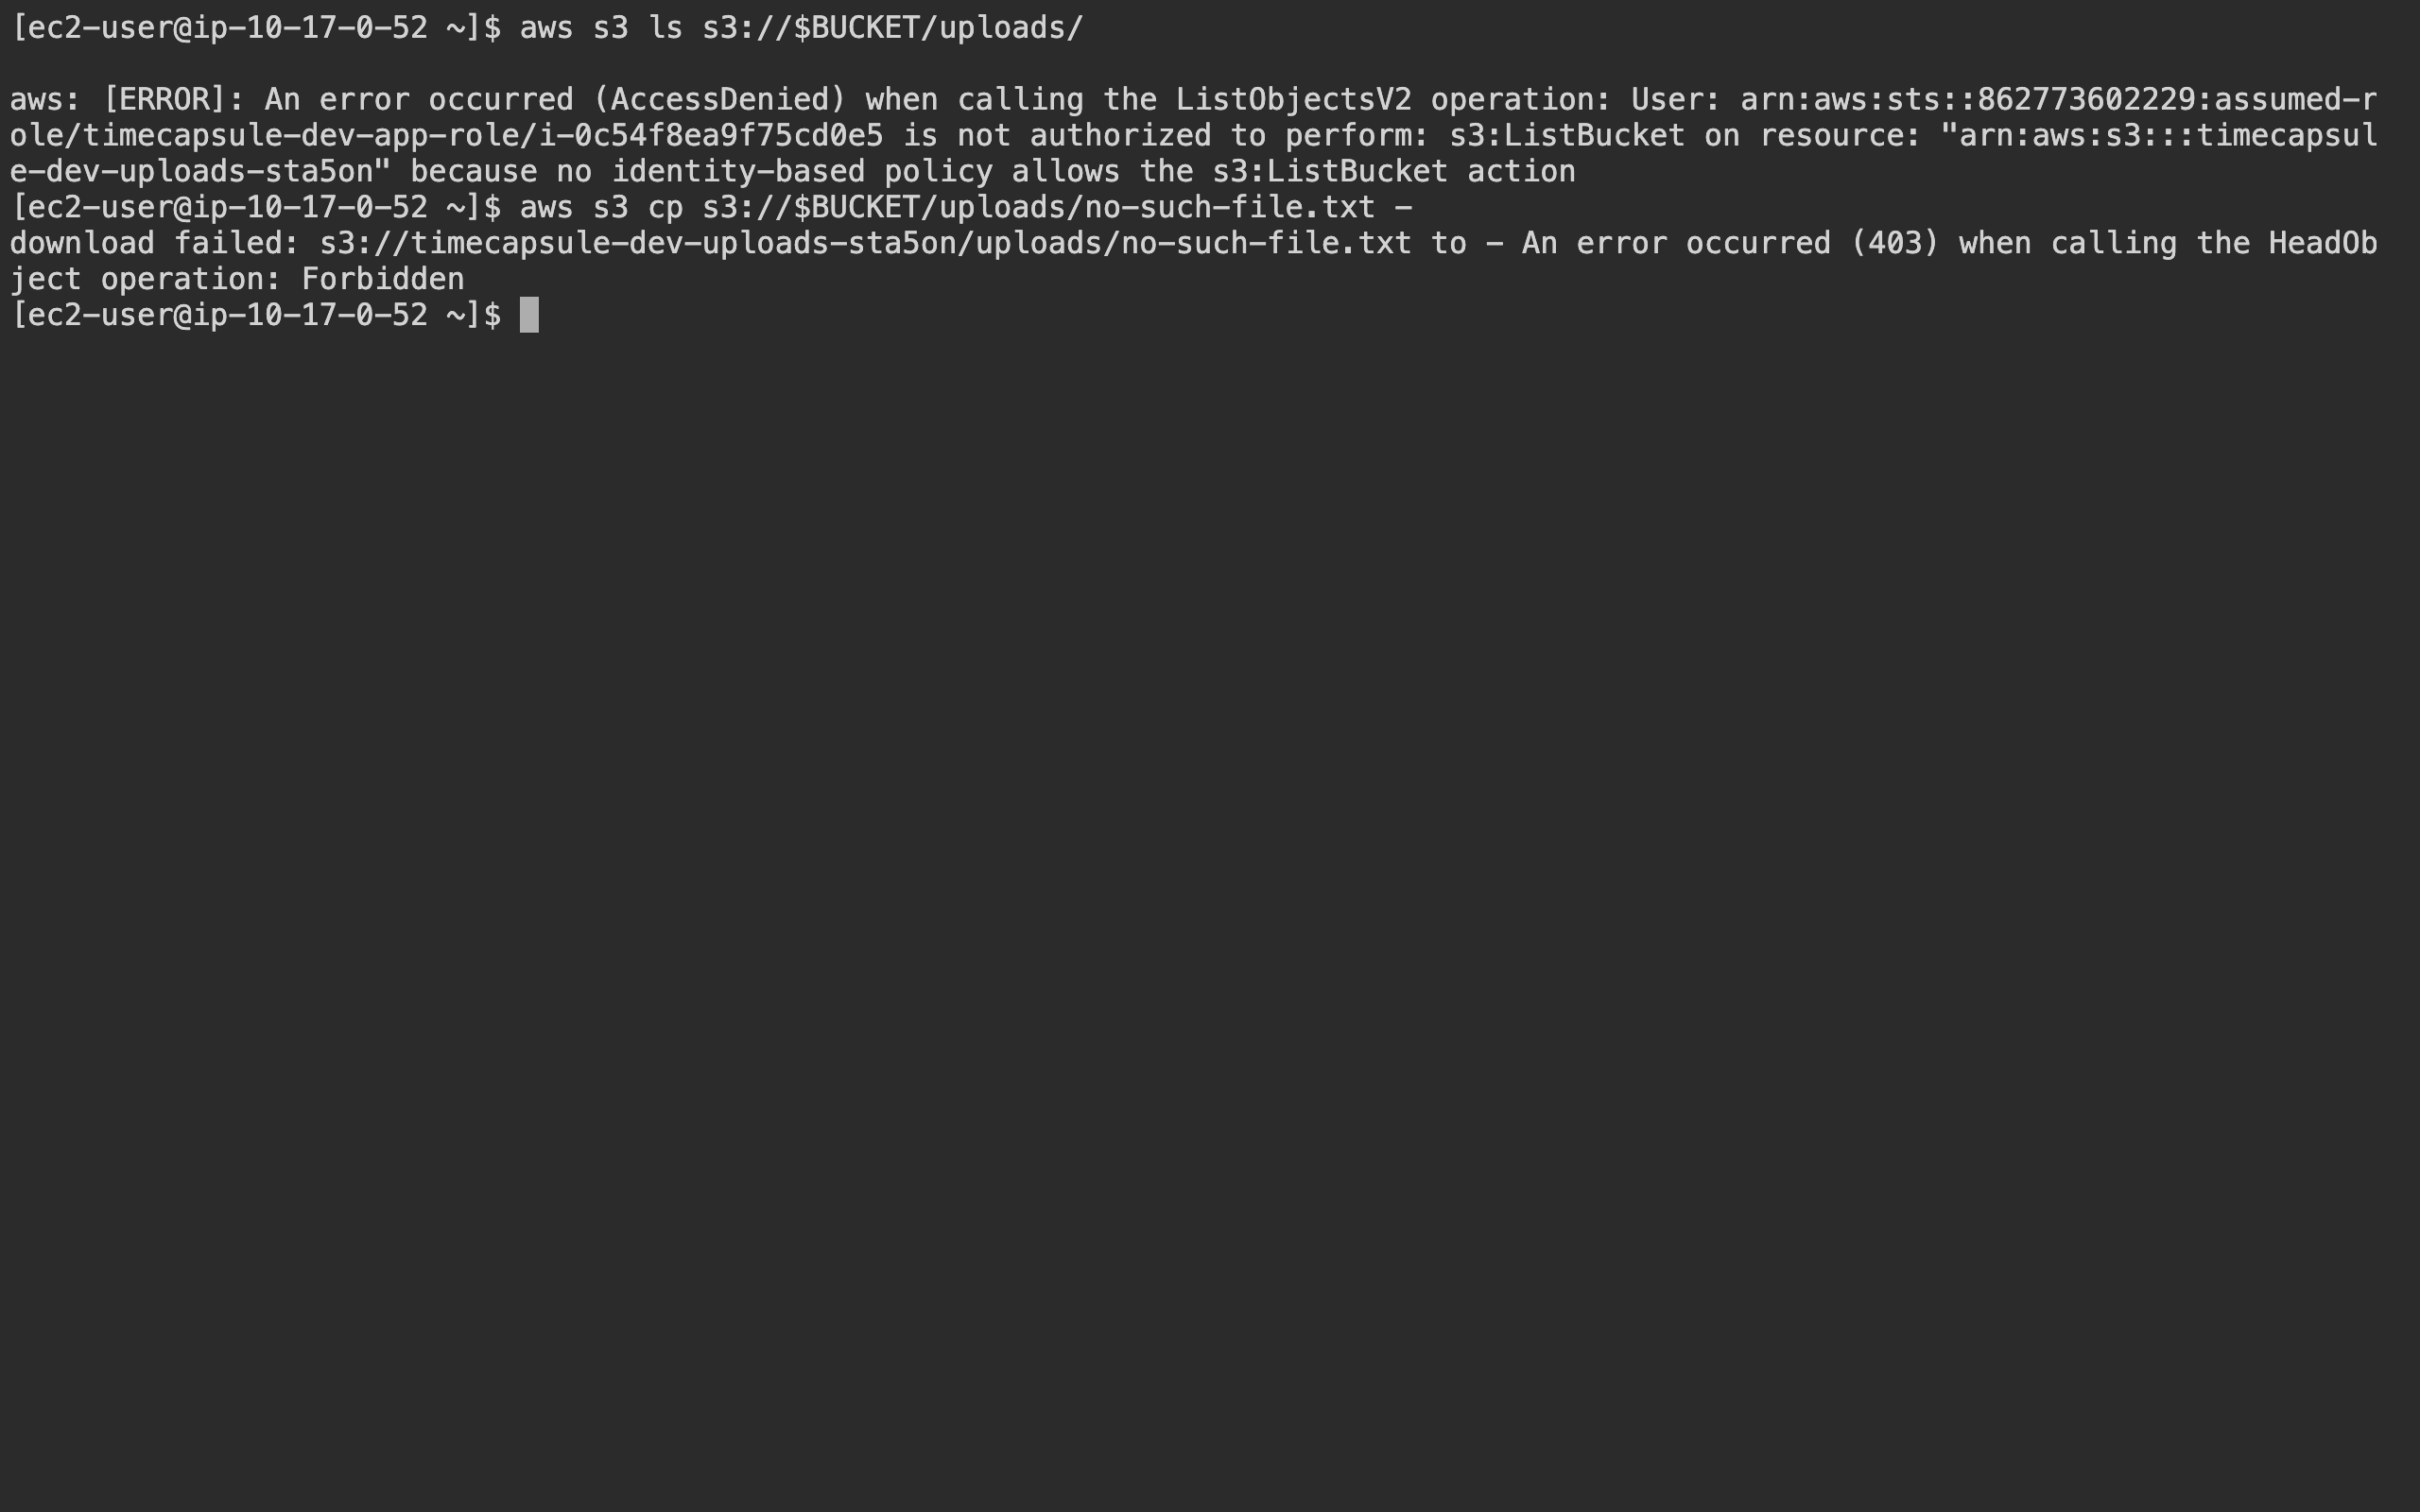 [ec2-user@ip-10-17-0-52 ~]$ aws s3 ls s3://$BUCKET/uploads/
aws: [ERROR]: An error occurred (AccessDenied) when calling the ListObjectsV2 operation: User: arn:aws:sts::862773602229:assumed-r
ole/timecapsule-dev-app-role/i-0c54f8ea9f75cd0e5 is not authorized to perform: s3:ListBucket on resource: "arn:aws:s3:::timecapsul
e-dev-uploads-sta5on" because no identity-based policy allows the s3:ListBucket action
[ec2-user@ip-10-17-0-52 ~]$ aws s3 cp s3://$BUCKET/uploads/no-such-file.txt -
download failed: s3://timecapsule-dev-uploads-sta5on/uploads/no-such-file.txt to - An error occurred (403) when calling the HeadOb
ject operation: Forbidden
[ec2-user@ip-10-17-0-52 ~]$